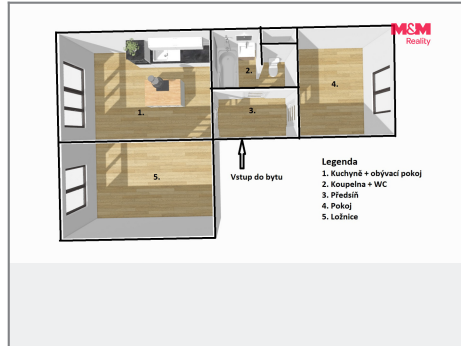 M&M
Reality
2.
4.
1.
3.
5.
Vstup do bytu
Legenda
1. Kuchyně + obývací pokoj
2. Koupelna + WC
3. Předsíň
4. Pokoj
5. Ložnice